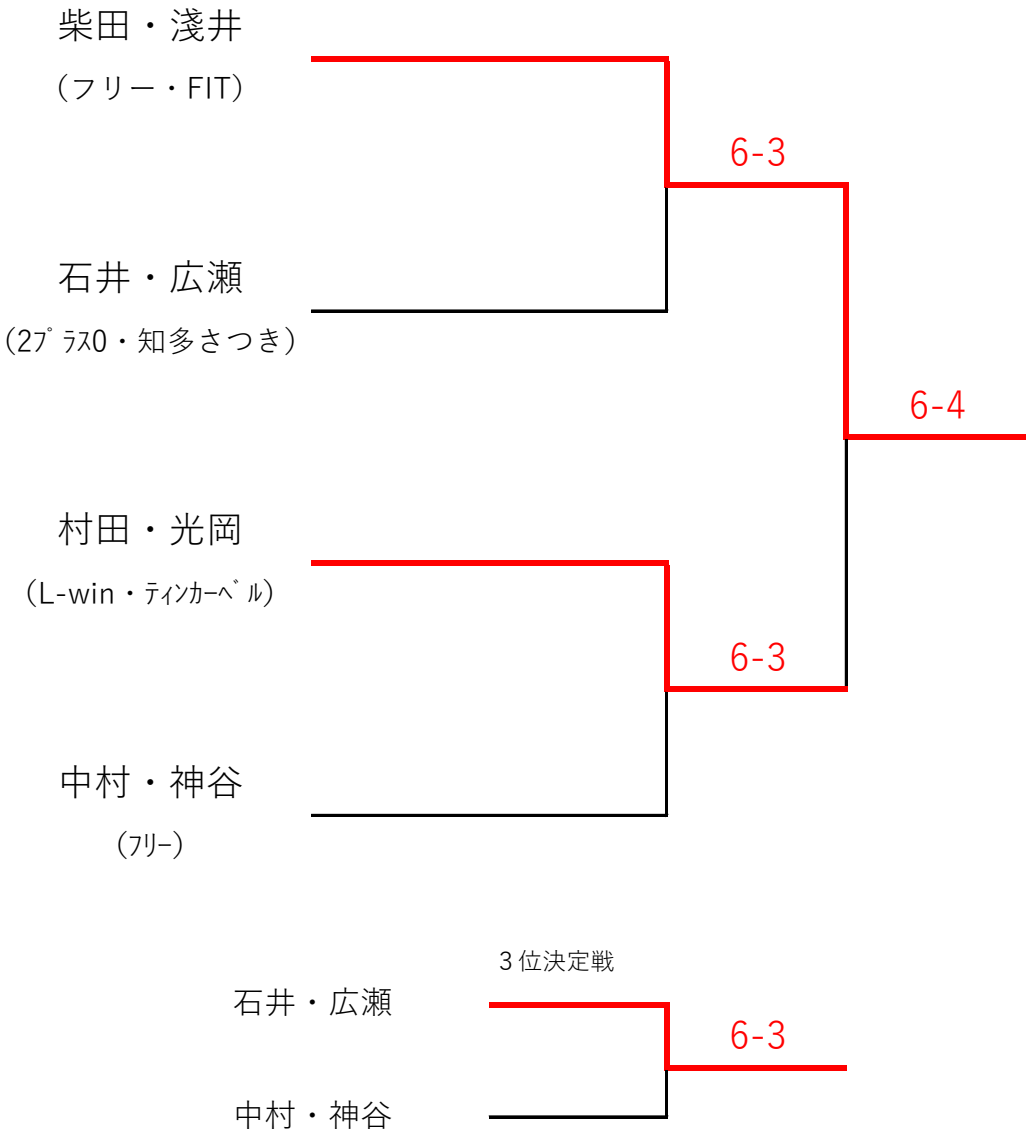 柴田・淺井
(フリー・FIT)
6-3
石井・広瀬
(2ﾌﾟﾗｽ0・知多さつき)
6-4
村田・光岡
(L-win・ﾃｨﾝｶｰﾍﾞﾙ)
6-3
中村・神谷
(ﾌﾘｰ)
３位決定戦
石井・広瀬
6-3
中村・神谷